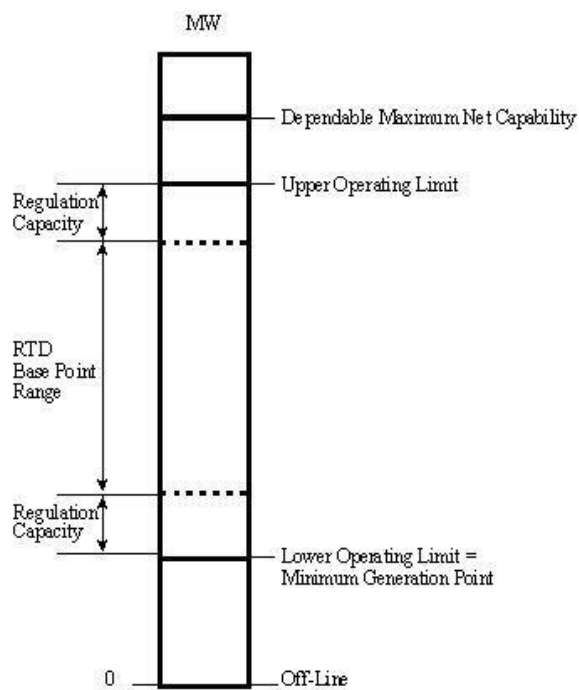 MW
Dependable Maximum Net Capability
Upper Operating Limit
Regulation
Capacity
RTD
Base Point
Range
Regulation
Capacity
Lower Operating Limit =
Minimum Generation Point
0
Off-Line